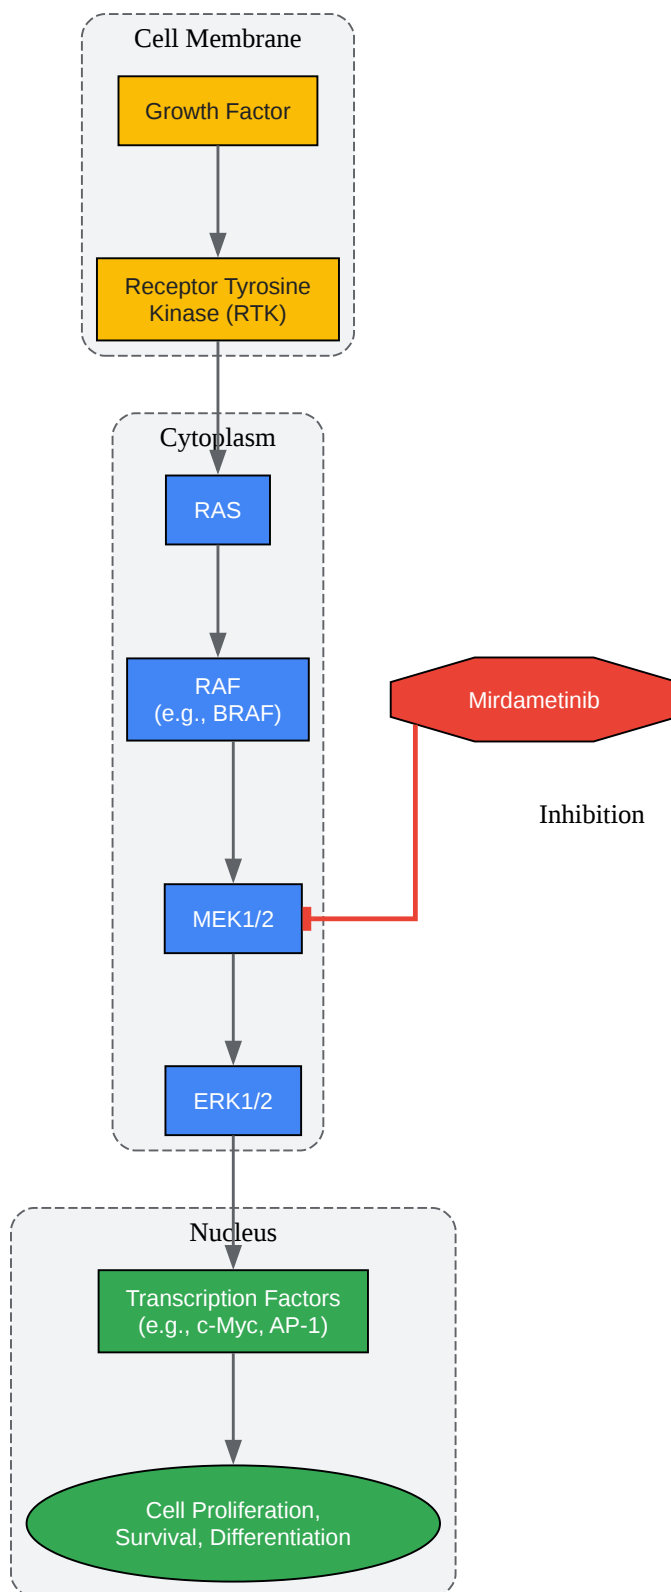 Cell Membrane
Growth Factor
Receptor Tyrosine
Kinase (RTK)
Cytoplasm
RAS
RAF
(e.g., BRAF)
Mirdametinib
Inhibition
MEK1/2
ERK1/2
Nucleus
Transcription Factors
(e.g., c-Myc, AP-1)
Cell Proliferation,
Survival, Differentiation